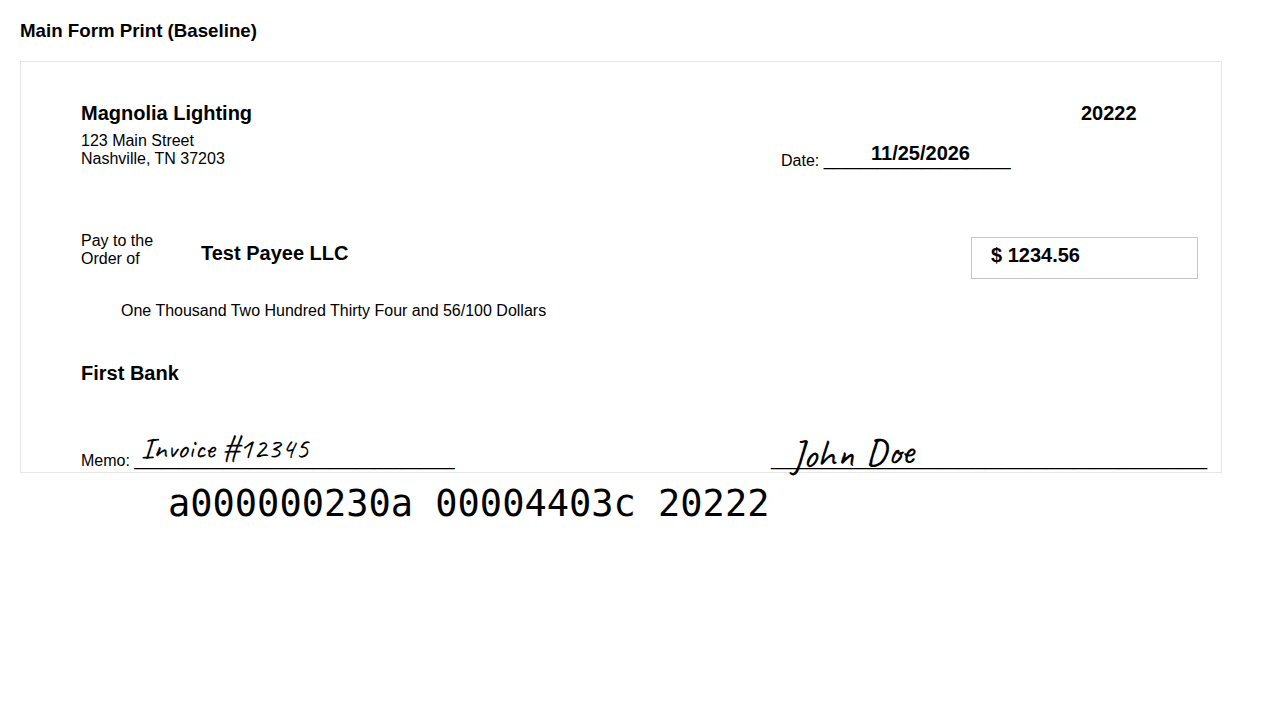 Main Form Print (Baseline)
Magnolia Lighting
20222
123 Main Street
Nashville, TN 37203
Date: 11/25/2026
Pay to the
Order of
Test Payee LLC
$ 1234.56
One Thousand Two Hundred Thirty Four and 56/100 Dollars
First Bank
Memo: Invoice #12345
John Doe
a000000230a 00004403c 20222